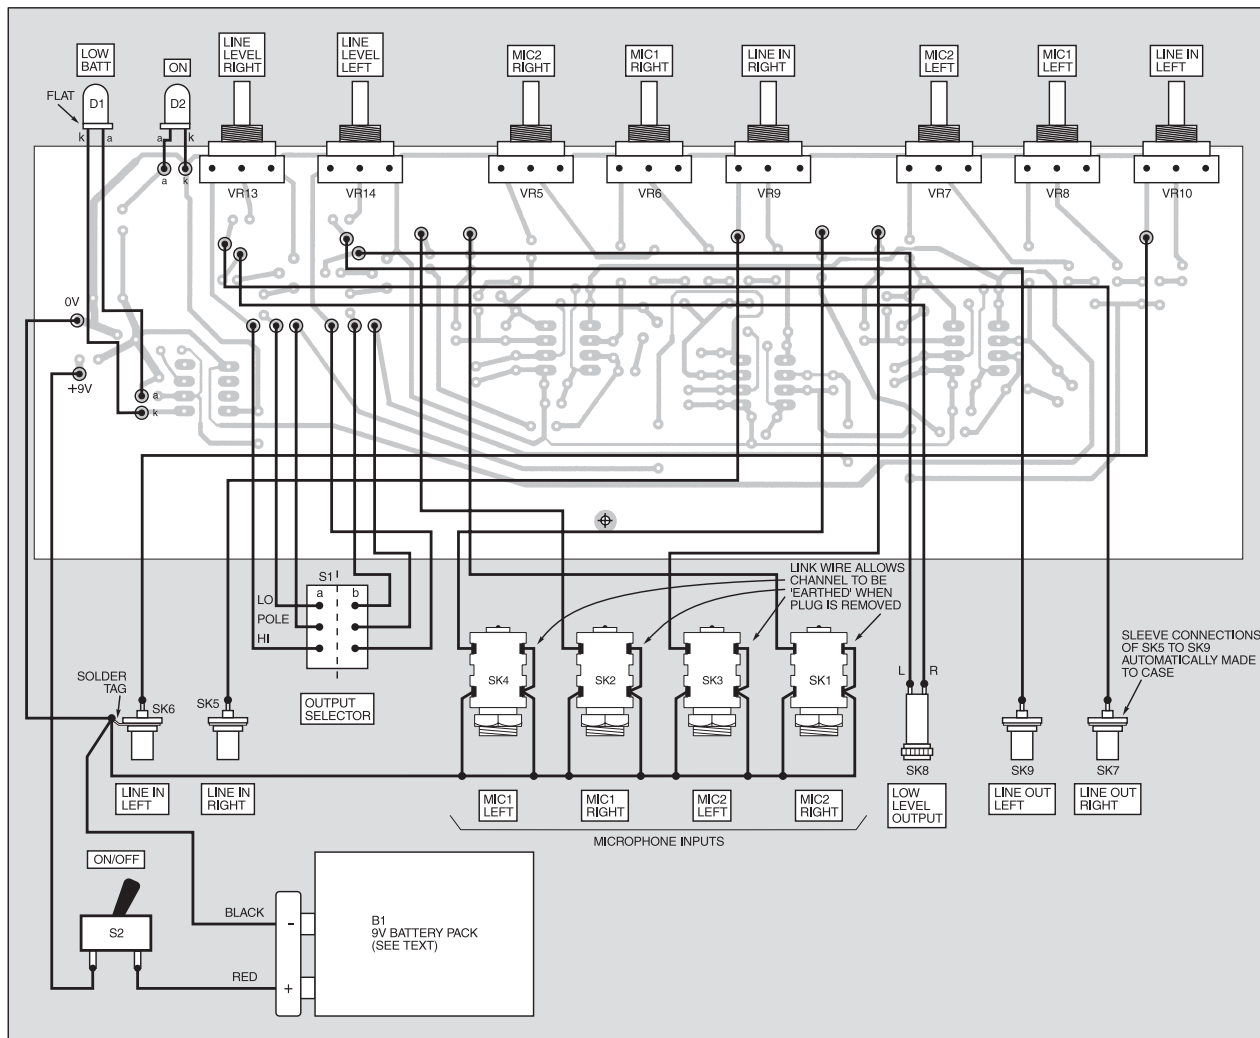 LOW
BATT
ON
LINE
LEVEL
RIGHT
LINE
LEVEL
LEFT
MIC2
RIGHT
MIC1
RIGHT
LINE IN
RIGHT
MIC2
LEFT
MIC1
LEFT
LINE IN
LEFT
FLAT
D1
D2
k a
a k
a k
VR13
VR14
VR5
VR6
VR9
VR7
VR8
VR10
0V
+9V
a
k
S1
a b
LO
POLE
HI
OUTPUT
SELECTOR
LINK WIRE ALLOWS
CHANNEL TO BE
'EARTHED' WHEN
PLUG IS REMOVED
SLEEVE CONNECTIONS
OF SK5 TO SK9
AUTOMATICALLY MADE
TO CASE
SOLDER
TAG
SK6
SK5
SK4
SK2
SK3
SK1
L R
SK8
SK9
SK7
LINE IN
LEFT
LINE IN
RIGHT
MIC1
LEFT
MIC1
RIGHT
MIC2
LEFT
MIC2
RIGHT
LOW
LEVEL
OUTPUT
LINE OUT
LEFT
LINE OUT
RIGHT
MICROPHONE INPUTS
ON/OFF
S2
BLACK
-
B1
9V BATTERY PACK
(SEE TEXT)
RED
+